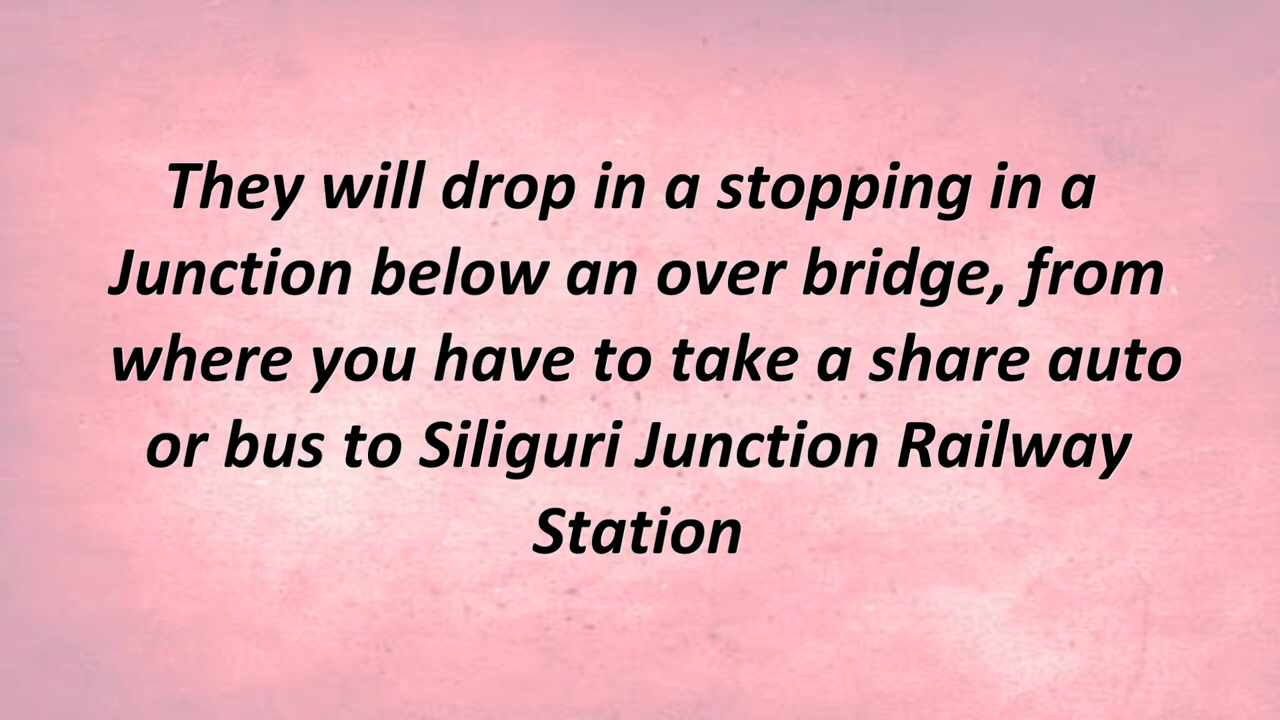 They will drop in a stopping in a
Junction below an over bridge, from
where you have to take a share auto
or bus to Siliguri Junction Railway
Station